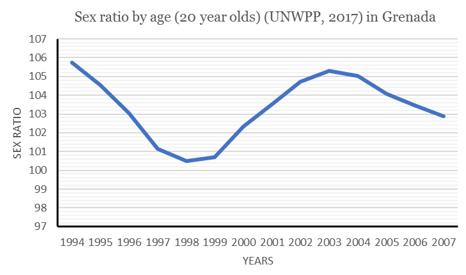 Sex ratio by age (20 year olds) (UNWPP, 2017) in Grenada
107
106
105
104
103
102
101
100
99
98
97
SEX RATIO
1994 1995 1996 1997 1998 1999 2000 2001 2002 2003 2004 2005 2006 2007
YEARS